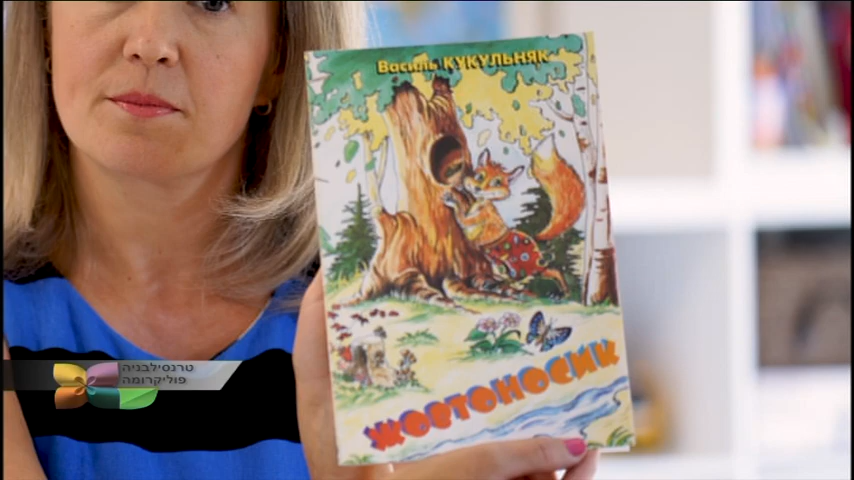 Василь КУКУЛЬНЯК
ЖОВТОНОСИК
טרנסילבניה
פוליקרומה